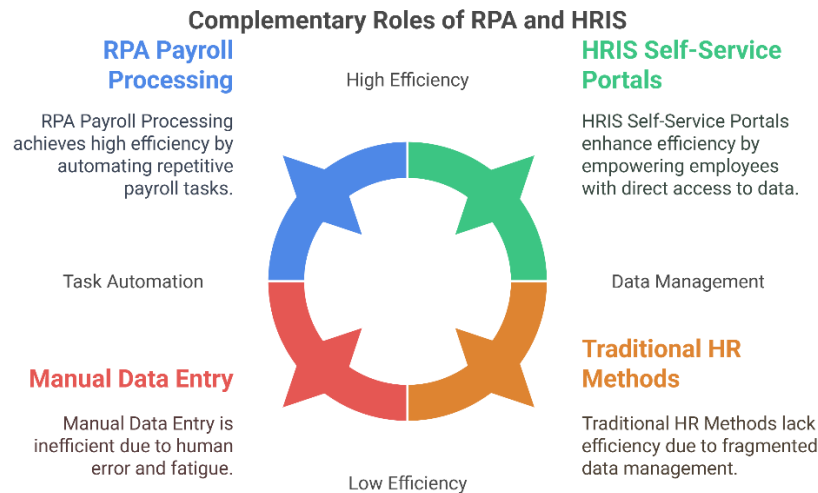 Complementary Roles of RPA and HRIS
RPA Payroll
Processing
RPA Payroll Processing
achieves high efficiency by
automating repetitive
payroll tasks.
High Efficiency
HRIS Self-Service
Portals
HRIS Self-Service Portals
enhance efficiency by
empowering employees
with direct access to data.
Task Automation
Data Management
Manual Data Entry
Manual Data Entry is
inefficient due to human
error and fatigue.
Traditional HR
Methods
Traditional HR Methods lack
efficiency due to fragmented
data management.
Low Efficiency